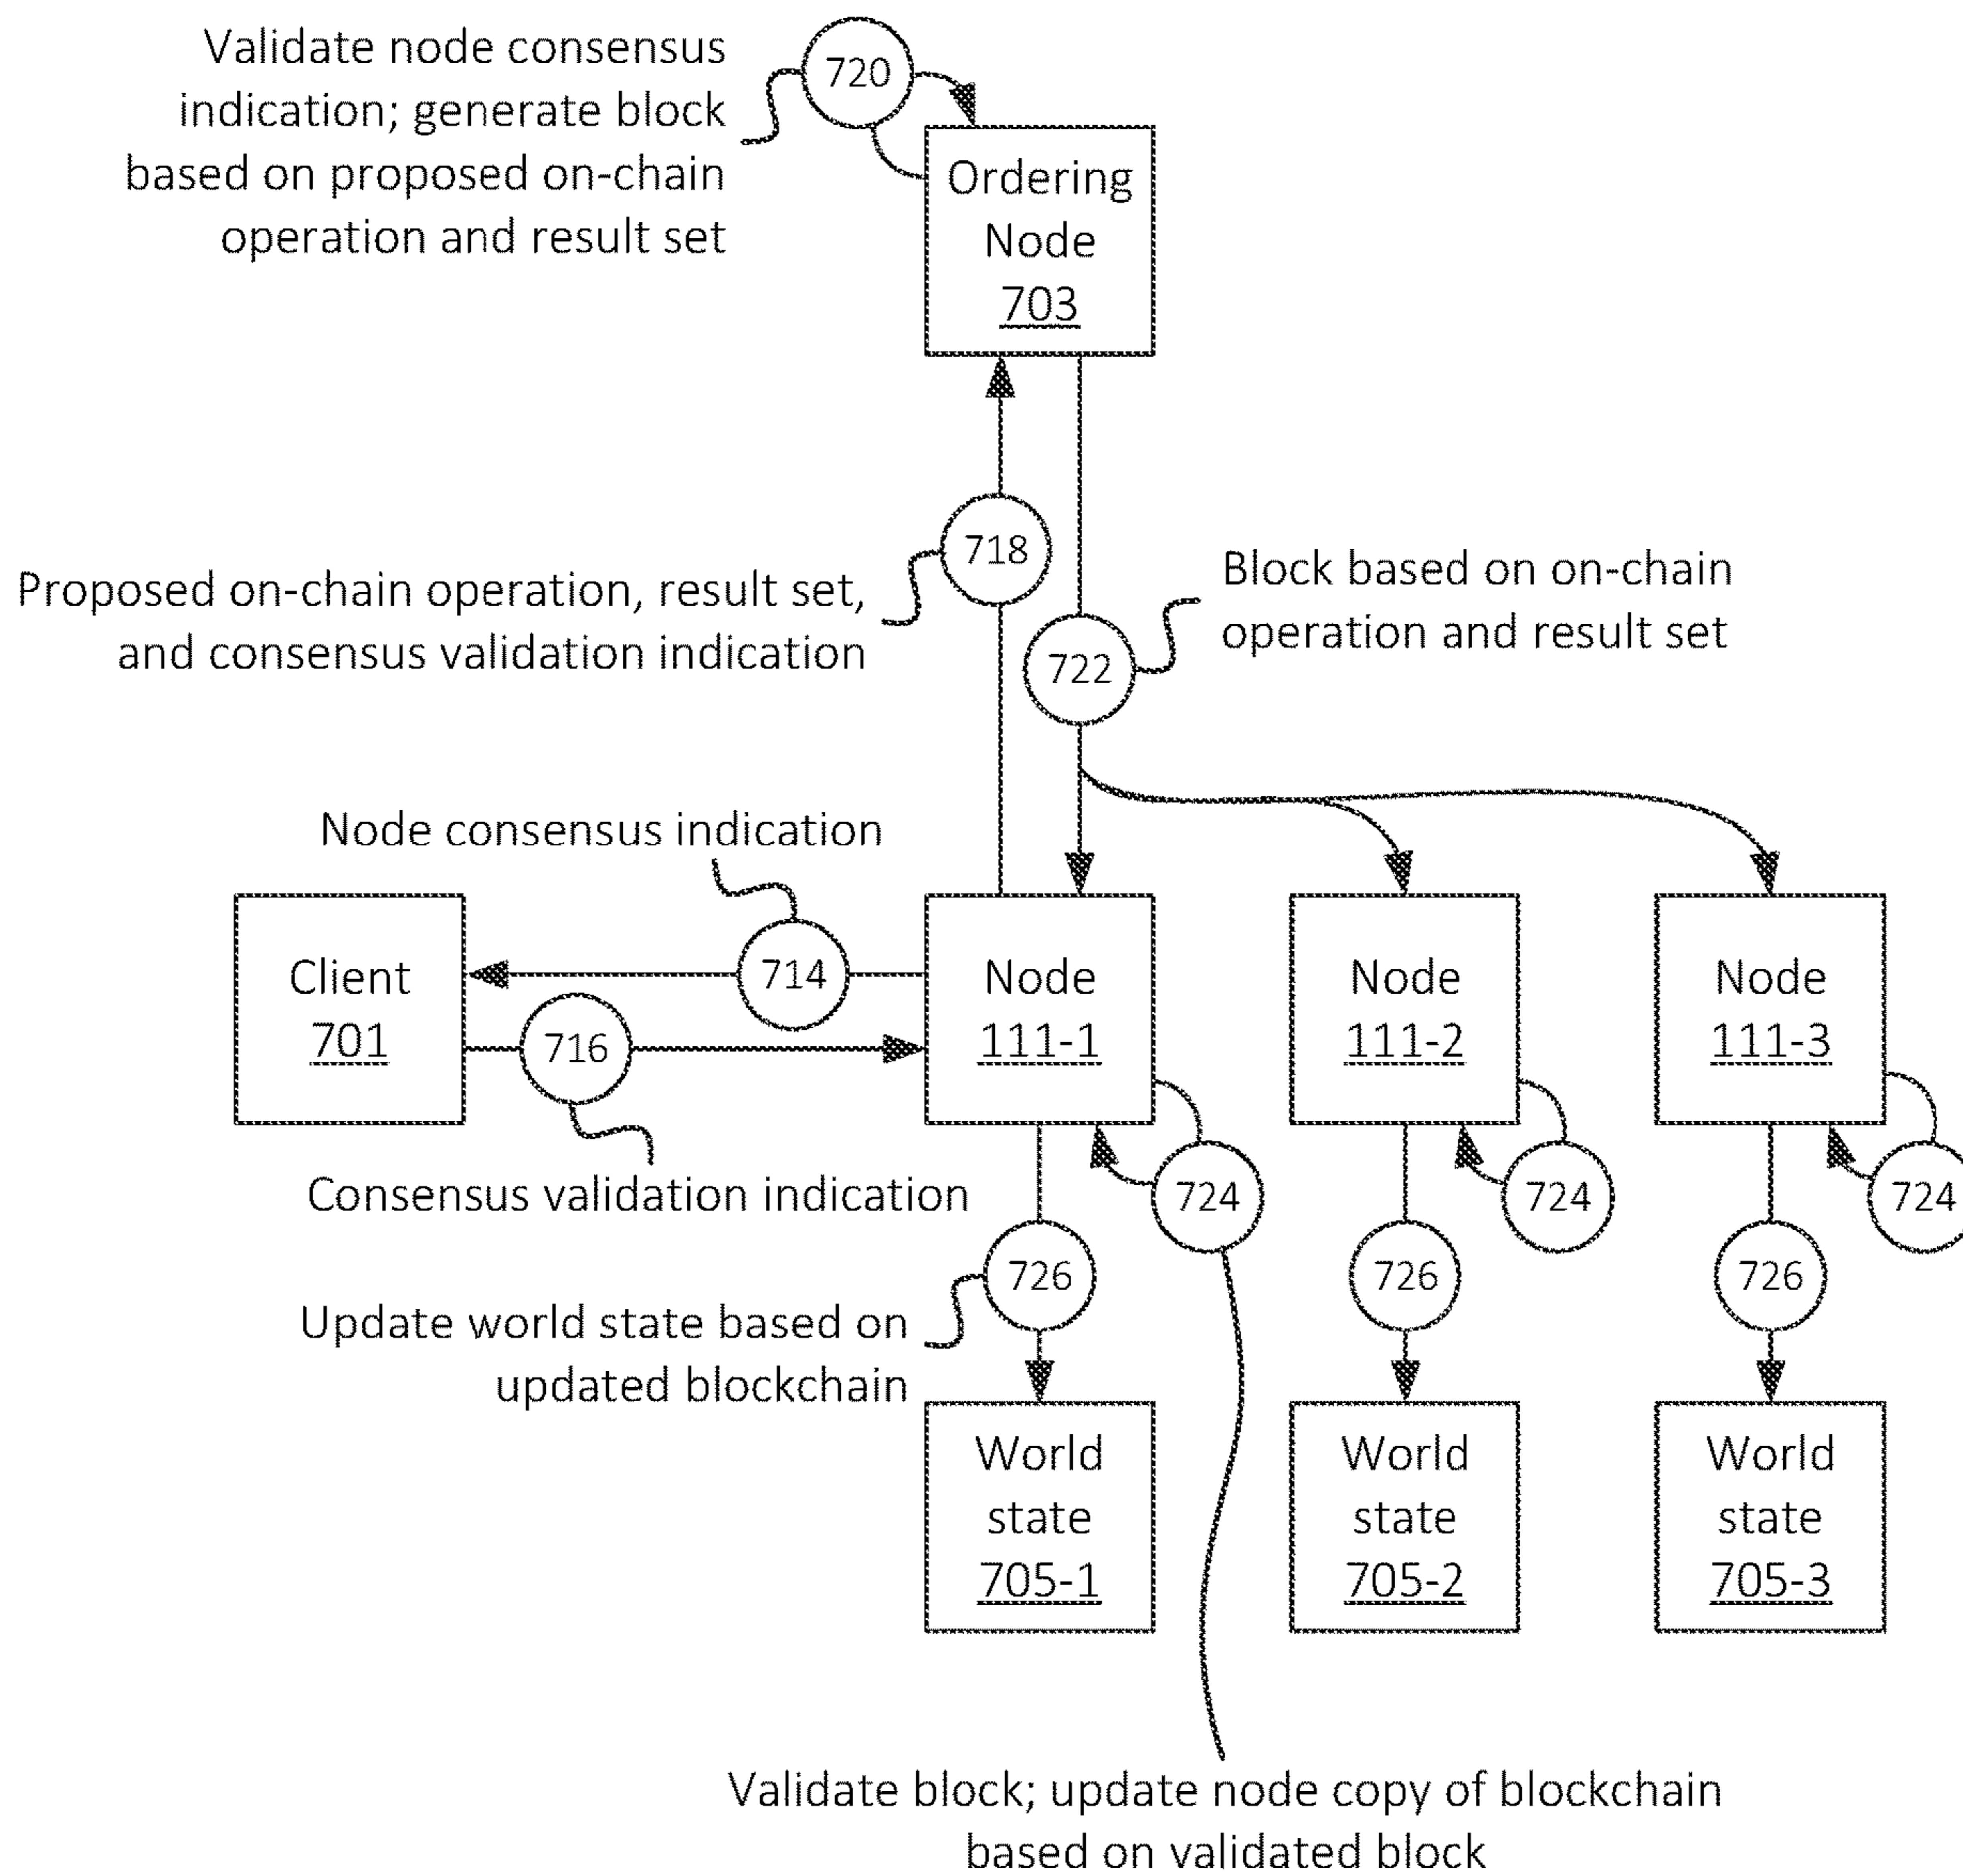 Validate node consensus
indication; generate block
based on proposed on-chain
operation and result set
720
Ordering
Node
703
718
Proposed on-chain operation, result set,
and consensus validation indication
Block based on on-chain
operation and result set
722
Node consensus indication
Client
701
714
716
Node
111-1
Node
111-2
Node
111-3
Consensus validation indication
724
724
724
726
726
726
Update world state based on
updated blockchain
World
state
705-1
World
state
705-2
World
state
705-3
Validate block; update node copy of blockchain
based on validated block